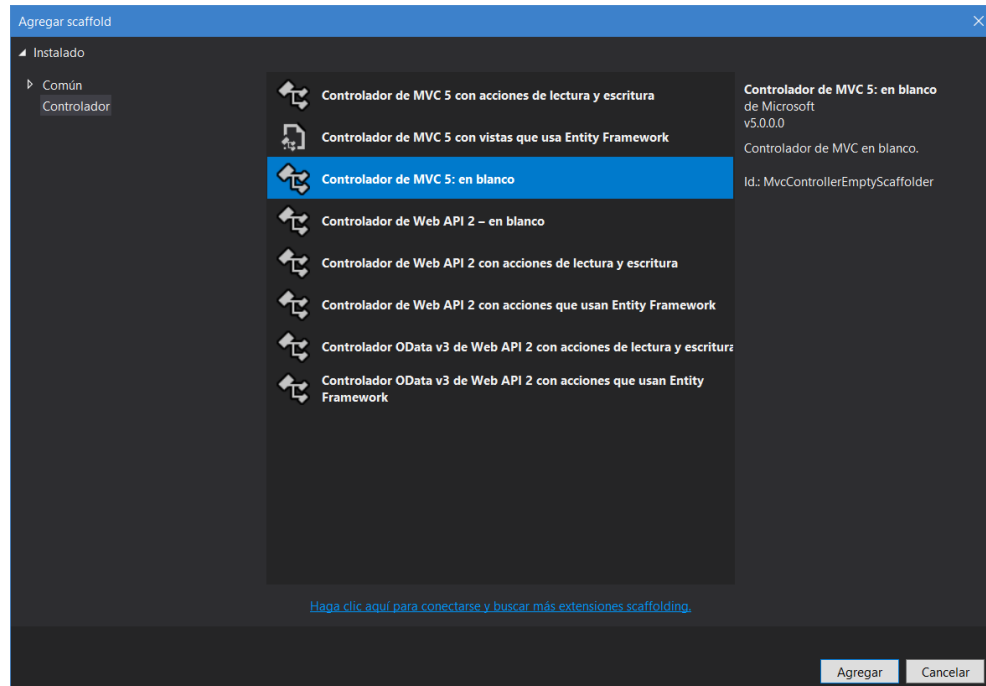 Agregar scaffold
Instalado
Común
Controlador
Controlador de MVC 5 con acciones de lectura y escritura
Controlador de MVC 5 con vistas que usa Entity Framework
Controlador de MVC 5: en blanco
Controlador de Web API 2 – en blanco
Controlador de Web API 2 con acciones de lectura y escritura
Controlador de Web API 2 con acciones que usan Entity Framework
Controlador OData v3 de Web API 2 con acciones de lectura y escritura
Controlador OData v3 de Web API 2 con acciones que usan Entity
Framework
Controlador de MVC 5: en blanco
de Microsoft
v5.0.0.0
Controlador de MVC en blanco.
Id.: MvcControllerEmptyScaffolder
Haga clic aquí para conectarse y buscar más extensiones scaffolding.
Agregar
Cancelar